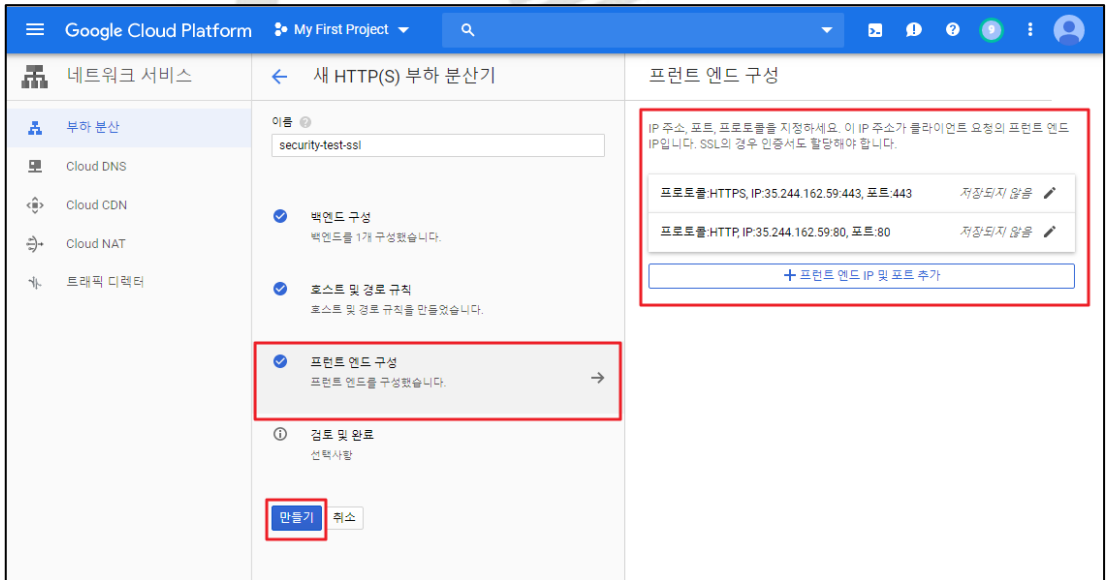 Google Cloud Platform My First Project
9
네트워크 서비스
부하 분산
Cloud DNS
Cloud CDN
Cloud NAT
트래픽 디렉터
새 HTTP(S) 부하 분산기
이름
security-test-ssl
백엔드 구성
백엔드를 1개 구성했습니다.
호스트 및 경로 규칙
호스트 및 경로 규칙을 만들었습니다.
프런트 엔드 구성
프런트 엔드를 구성했습니다.
검토 및 완료
선택사항
만들기 취소
프런트 엔드 구성
IP 주소, 포트, 프로토콜을 지정하세요. 이 IP 주소가 클라이언트 요청의 프런트 엔드
IP입니다. SSL의 경우 인증서도 할당해야 합니다.
프로토콜:HTTPS, IP:35.244.162.59:443, 포트:443 저장되지 않음
프로토콜:HTTP, IP:35.244.162.59:80, 포트:80 저장되지 않음
+ 프런트 엔드 IP 및 포트 추가